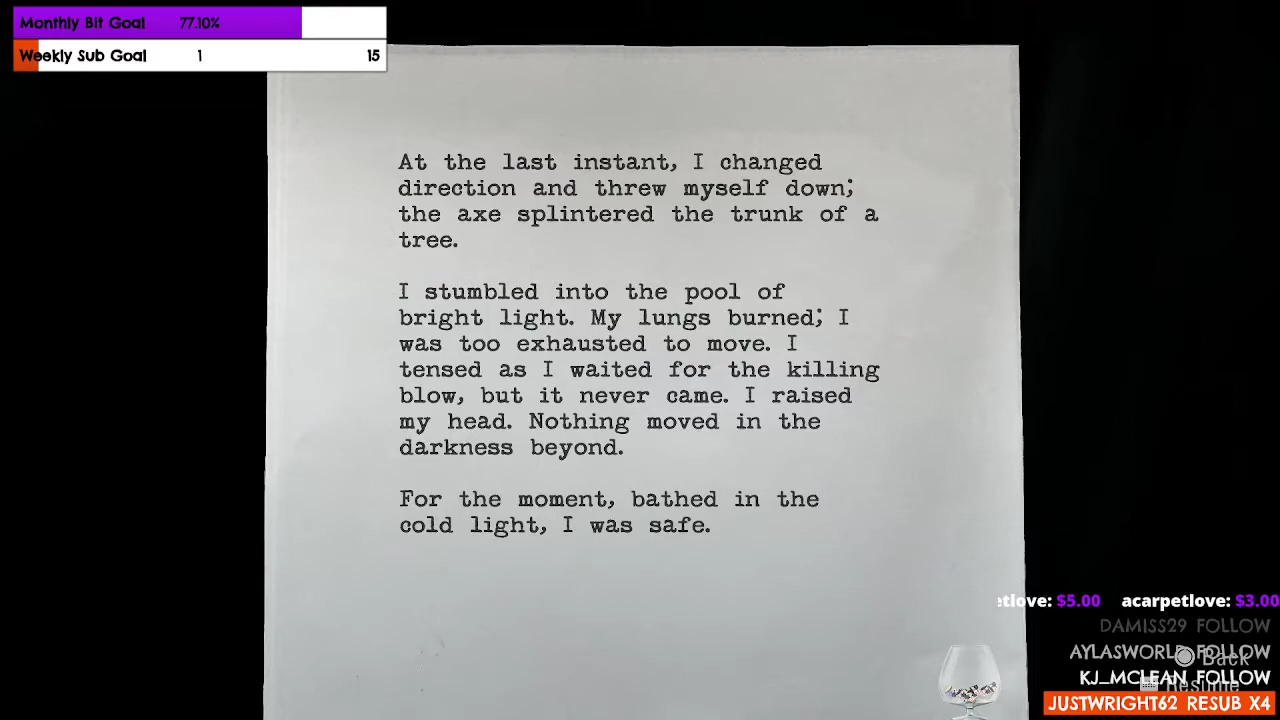 Monthly Bit Goal 77.10%
Weekly Sub Goal 1 15
At the last instant, I changed
direction and threw myself down;
the axe splintered the trunk of a
tree.
I stumbled into the pool of
bright light. My lungs burned; I
was too exhausted to move. I
tensed as I waited for the killing
blow, but it never came. I raised
my head. Nothing moved in the
darkness beyond.
For the moment, bathed in the
cold light, I was safe.
etlove: $5.00 acarpetlove: $3.00
DAMISS29 FOLLOW
AYLASWORLD FOLLOW
Back
KJ_MCLEAN FOLLOW
Resume
JUSTWRIGHT62 RESUB X4